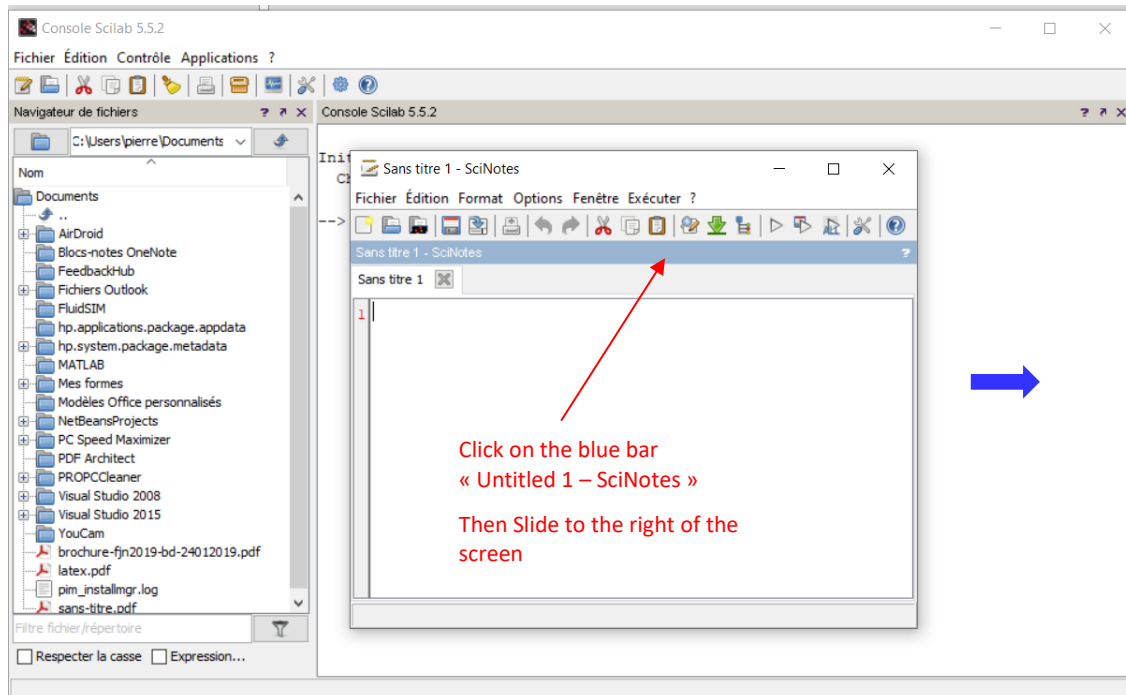 Console Scilab 5.5.2
Fichier Édition Contrôle Applications ?
Navigateur de fichiers
Console Scilab 5.5.2
C:\Users\pierre\Documents
Nom
Documents
..
AirDroid
Blocs-notes OneNote
FeedbackHub
Fichiers Outlook
FluidSIM
hp.applications.package.appdata
hp.system.package.metadata
MATLAB
Mes formes
Modèles Office personnalisés
NetBeansProjects
PC Speed Maximizer
PDF Architect
PROPCCleaner
Visual Studio 2008
Visual Studio 2015
YouCam
brochure-fjn2019-bd-24012019.pdf
latex.pdf
pim_installmgr.log
sans-titre.pdf
Filtre fichier/répertoire
Respecter la casse Expression...
Init
-->
Sans titre 1 - SciNotes
Fichier Édition Format Options Fenêtre Exécuter ?
Sans titre 1 - SciNotes
Sans titre 1
1
Click on the blue bar
« Untitled 1 – SciNotes »
Then Slide to the right of the
screen